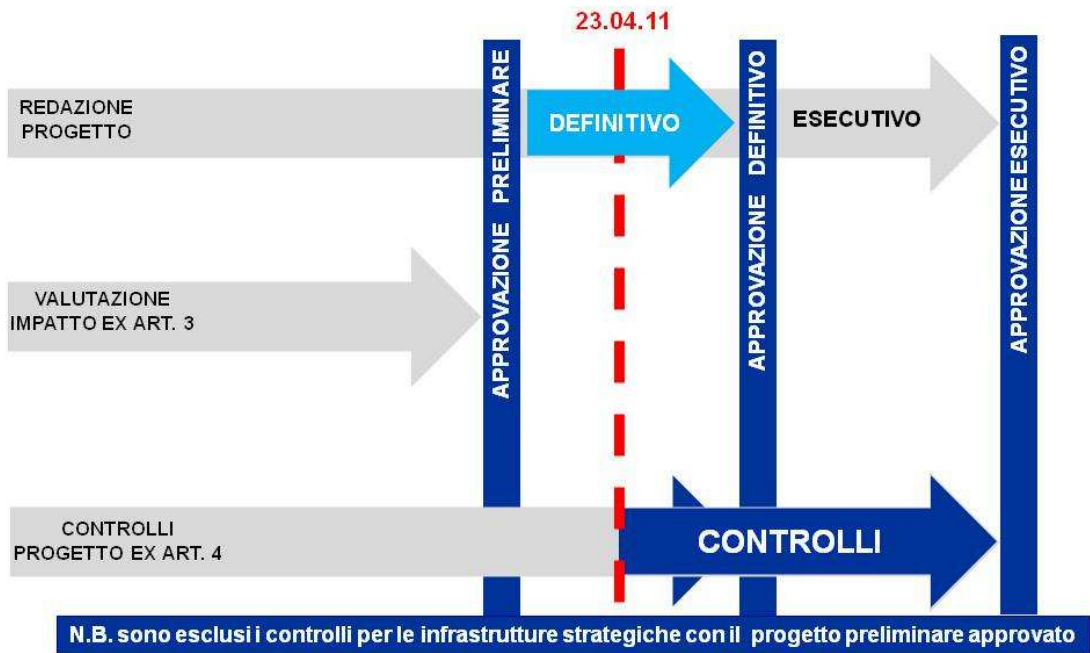 23.04.11
REDAZIONE
PROGETTO
APPROVAZIONE PRELIMINARE
DEFINITIVO
APPROVAZIONE DEFINITIVO
ESECUTIVO
APPROVAZIONE ESECUTIVO
VALUTAZIONE
IMPATTO EX ART. 3
CONTROLLI
PROGETTO EX ART. 4
CONTROLLI
N.B. sono esclusi i controlli per le infrastrutture strategiche con il progetto preliminare approvato